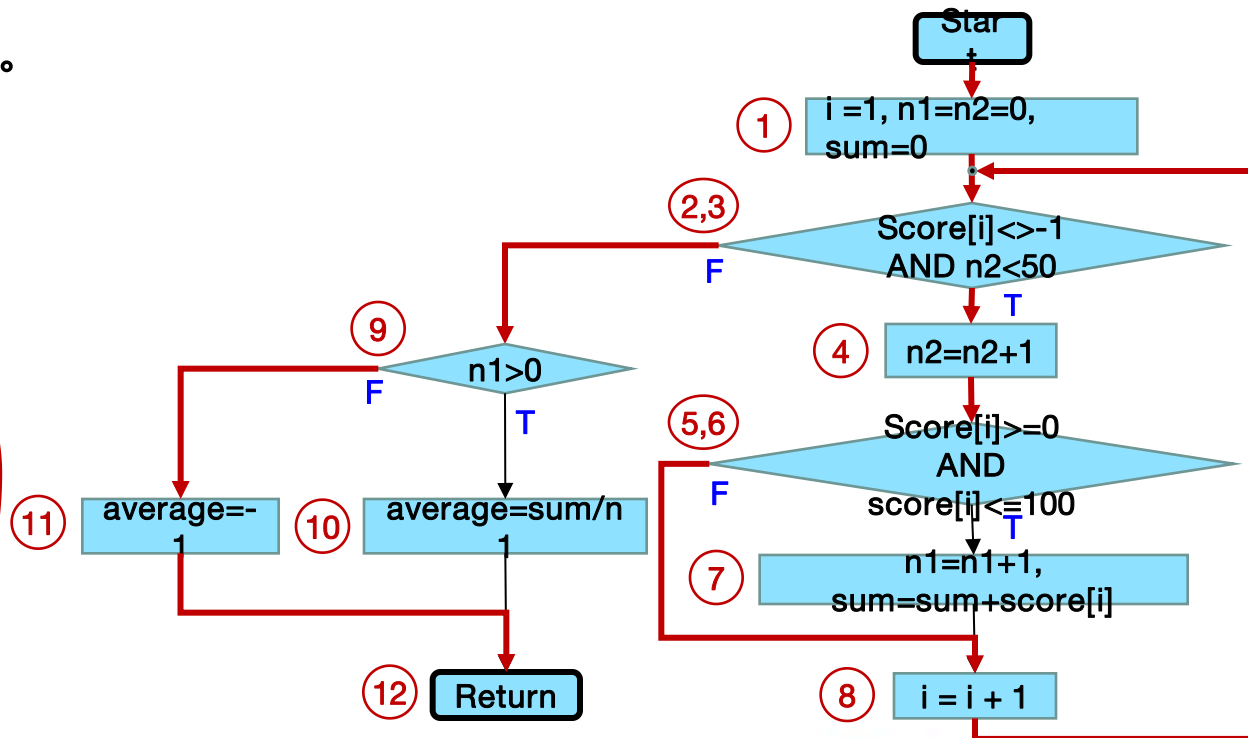 。
Star
t
1
i =1, n1=n2=0,
sum=0
2,3
Score[i]<>-1
AND n2<50
F
T
9
n1>0
F
T
4
n2=n2+1
5,6
Score[i]>=0
AND
score[i]<=100
F
T
11
average=-
1
10
average=sum/n
1
7
n1=n1+1,
sum=sum+score[i]
12
Return
8
i = i + 1